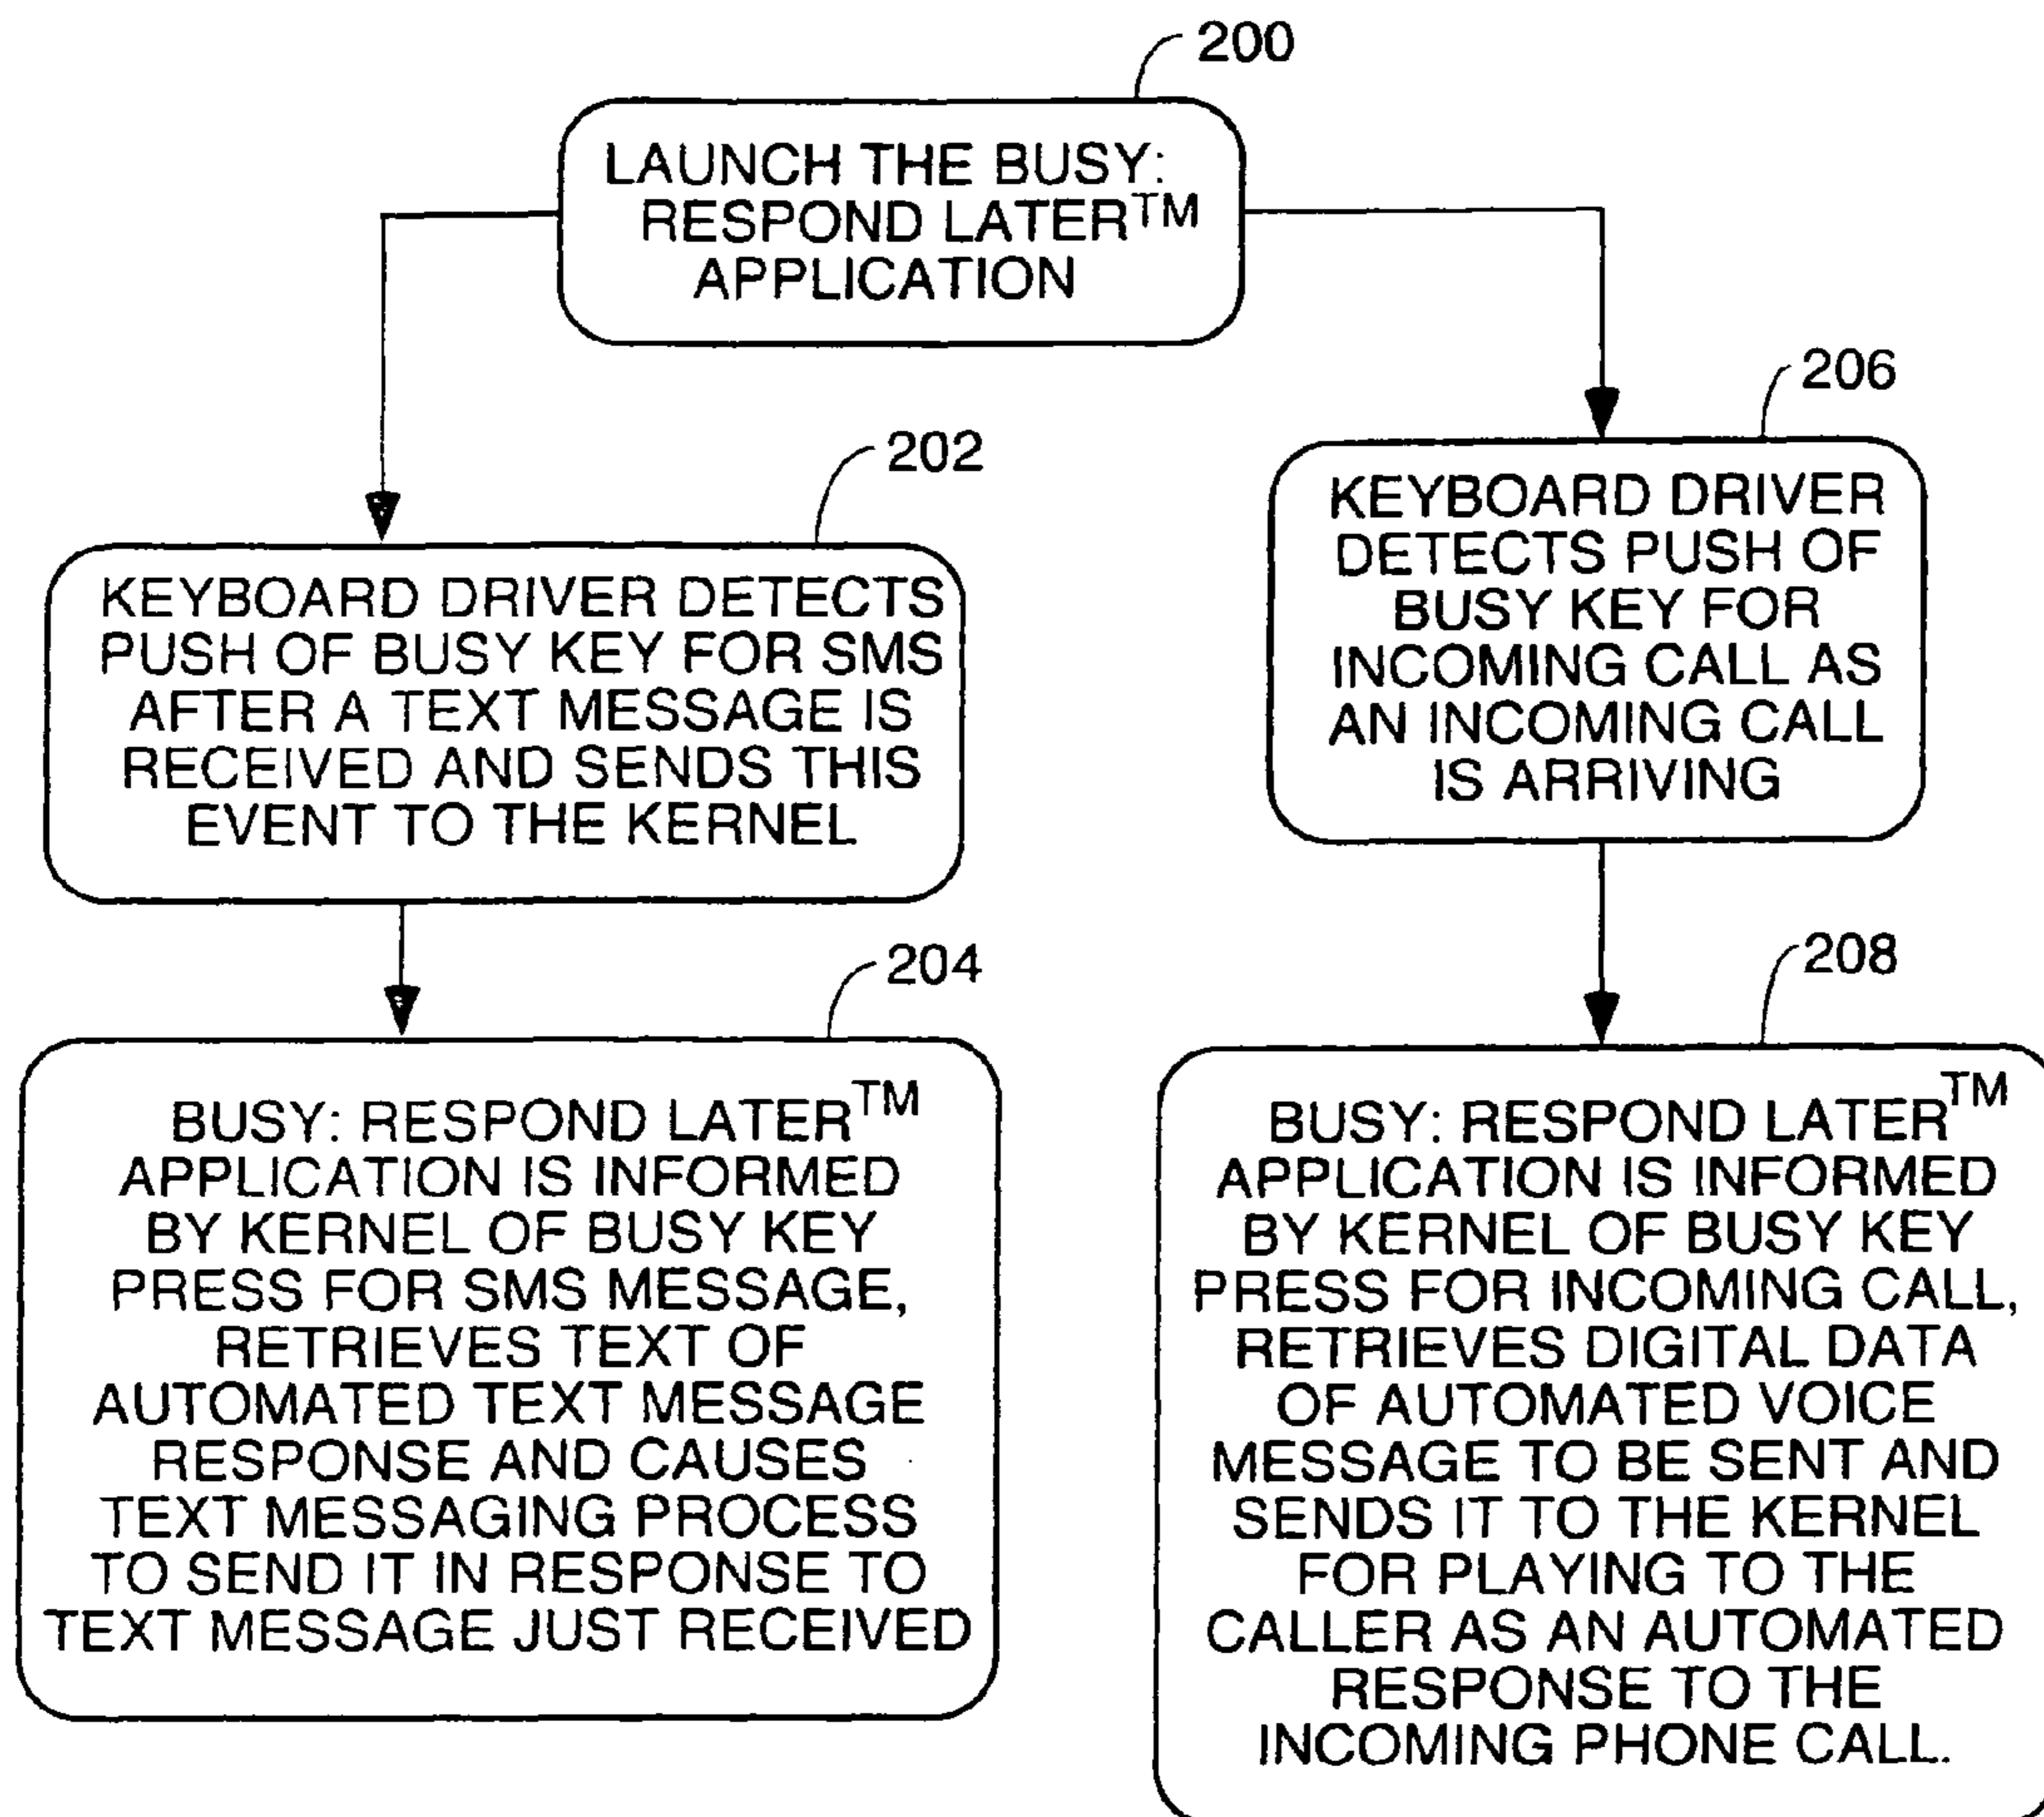 200
LAUNCH THE BUSY:
RESPOND LATER™
APPLICATION
202
KEYBOARD DRIVER DETECTS
PUSH OF BUSY KEY FOR SMS
AFTER A TEXT MESSAGE IS
RECEIVED AND SENDS THIS
EVENT TO THE KERNEL
204
BUSY: RESPOND LATER™
APPLICATION IS INFORMED
BY KERNEL OF BUSY KEY
PRESS FOR SMS MESSAGE,
RETRIEVES TEXT OF
AUTOMATED TEXT MESSAGE
RESPONSE AND CAUSES
TEXT MESSAGING PROCESS
TO SEND IT IN RESPONSE TO
TEXT MESSAGE JUST RECEIVED
206
KEYBOARD DRIVER
DETECTS PUSH OF
BUSY KEY FOR
INCOMING CALL AS
AN INCOMING CALL
IS ARRIVING
208
BUSY: RESPOND LATER™
APPLICATION IS INFORMED
BY KERNEL OF BUSY KEY
PRESS FOR INCOMING CALL,
RETRIEVES DIGITAL DATA
OF AUTOMATED VOICE
MESSAGE TO BE SENT AND
SENDS IT TO THE KERNEL
FOR PLAYING TO THE
CALLER AS AN AUTOMATED
RESPONSE TO THE
INCOMING PHONE CALL.